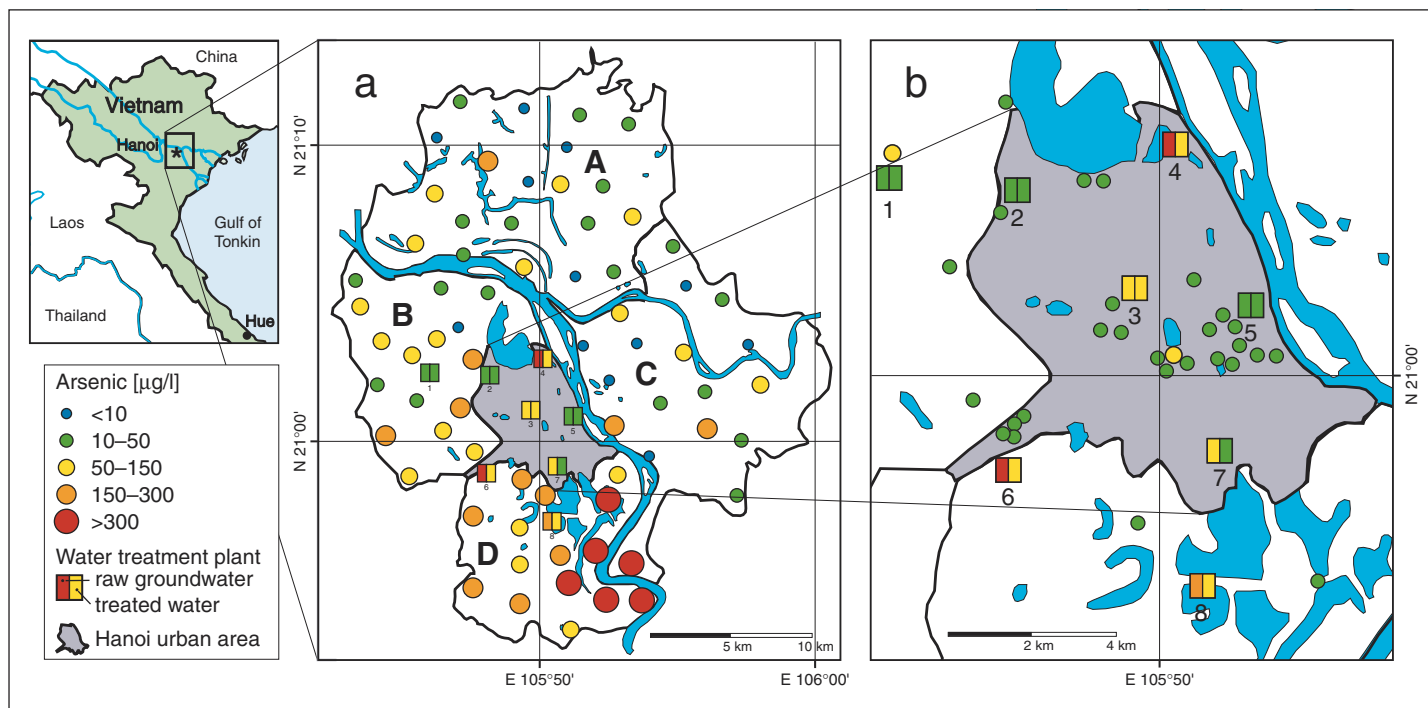 China
Vietnam
Hanoi
*
Laos
Gulf of
Tonkin
Thailand
Hue
Arsenic [µg/l]
<10
10–50
50–150
150–300
>300
Water treatment plant
raw groundwater
treated water
Hanoi urban area
a
A
B
C
D
1
2
3
4
5
6
7
8
5 km
10 km
N 21°10'
N 21°00'
E 105°50'
E 106°00'
b
1
2
3
4
5
6
7
8
2 km
4 km
N 21°00'
E 105°50'